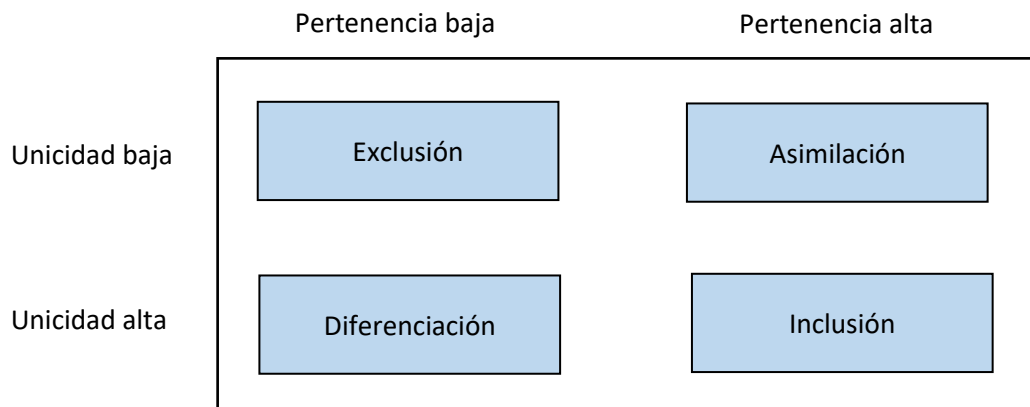 Pertenencia baja
Pertenencia alta
Unicidad baja
Exclusión
Asimilación
Unicidad alta
Diferenciación
Inclusión